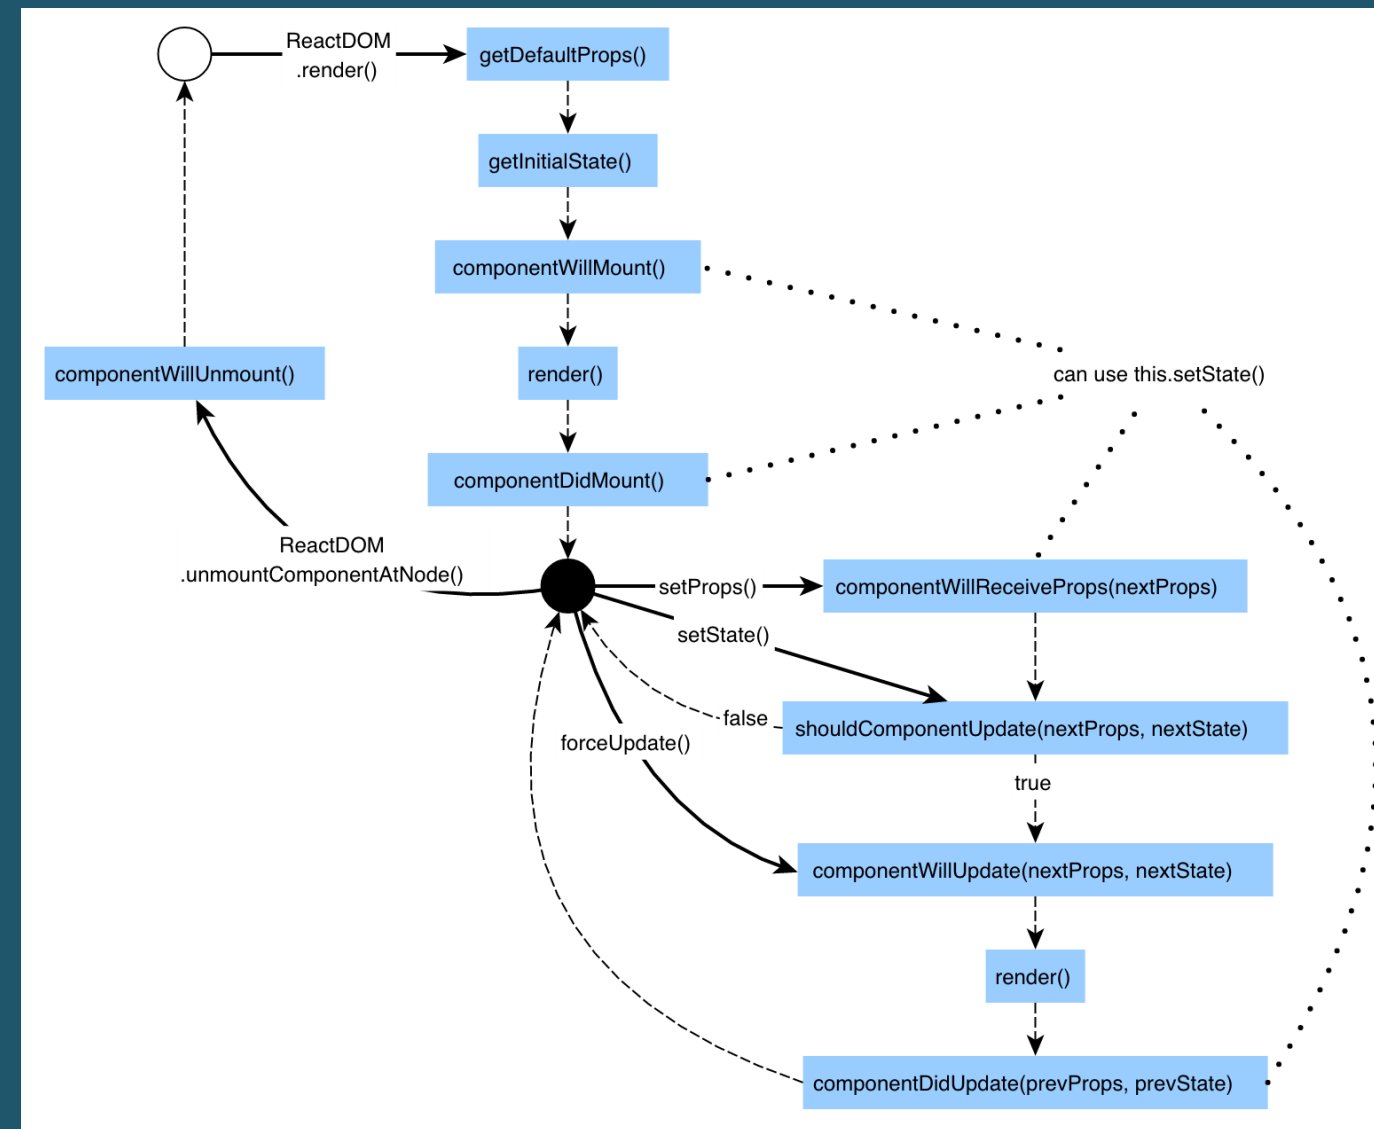 ReactDOM
.render()
getDefaultProps()
getInitialState()
componentWillMount()
componentWillUnmount()
render()
can use this.setState()
componentDidMount()
ReactDOM
.unmountComponentAtNode()
setProps()
componentWillReceiveProps(nextProps)
setState()
false
shouldComponentUpdate(nextProps, nextState)
forceUpdate()
true
componentWillUpdate(nextProps, nextState)
render()
componentDidUpdate(prevProps, prevState)